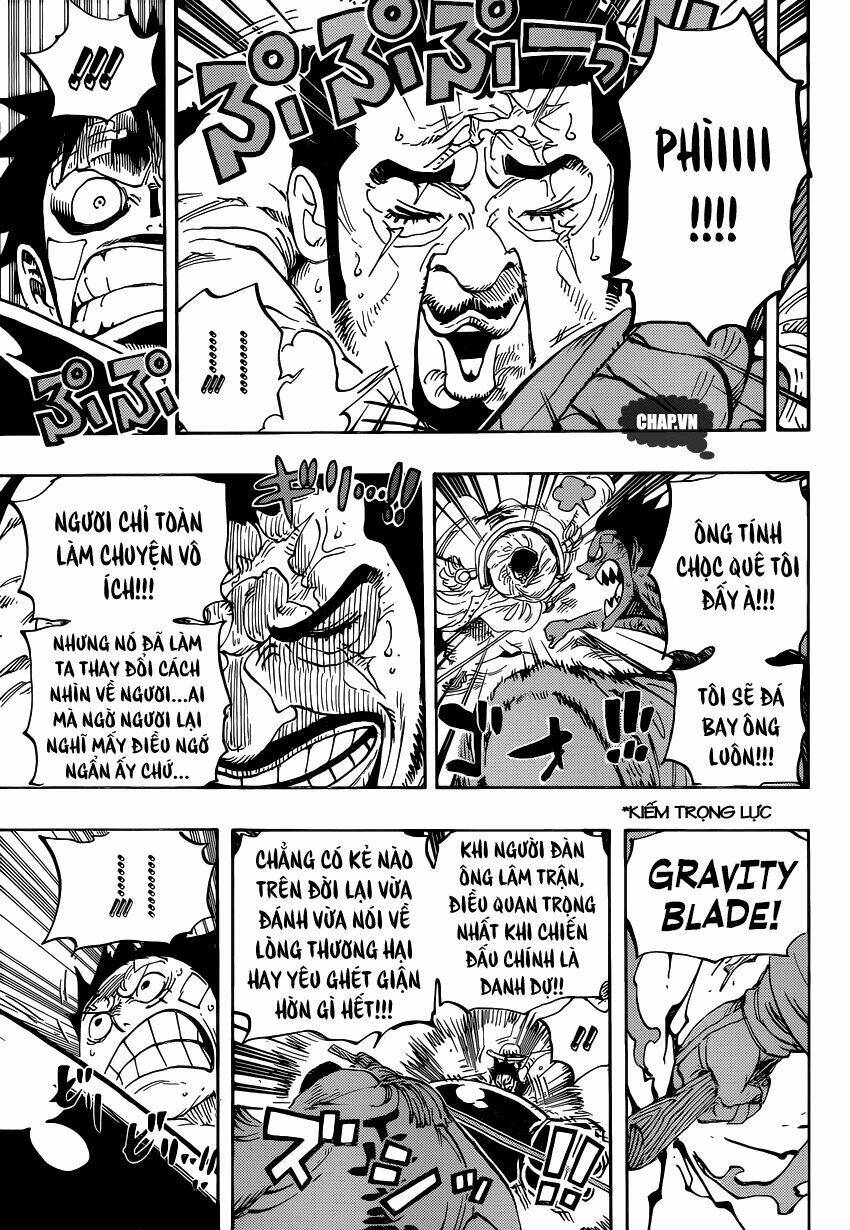 PHÌIIIII
!!!!
ぷぷぷーっ
ぷぷ
!!!
………… !!!
ぷぷ
CHAP.VN
ÔNG TÍNH
CHỌC QUÊ TÔI
ĐẤY À!!!
TÔI SẼ ĐÁ
BAY ÔNG
LUÔN!!!
ゴオ!!
ギリ…!!
NGƯƠI CHỈ TOÀN
LÀM CHUYỆN VÔ
ÍCH!!!
NHƯNG NÓ ĐÃ LÀM
TA THAY ĐỔI CÁCH
NHÌN VỀ NGƯƠI...AI
MÀ NGỜ NGƯƠI LẠI
NGHĨ MẤY ĐIỀU NGỚ
NGẨN ẤY CHỨ...
*KIẾM TRỌNG LỰC
GRAVITY
BLADE!
KHI NGƯỜI ĐÀN
ÔNG LÂM TRẬN,
ĐIỀU QUAN TRỌNG
NHẤT KHI CHIẾN
ĐẤU CHÍNH LÀ
DANH DỰ!!
!!
CHẲNG CÓ KẺ NÀO
TRÊN ĐỜI LẠI VỪA
ĐÁNH VỪA NÓI VỀ
LÒNG THƯƠNG HẠI
HAY YÊU GHÉT GIẬN
HỜN GÌ HẾT!!!
ズン!!
………… !!!